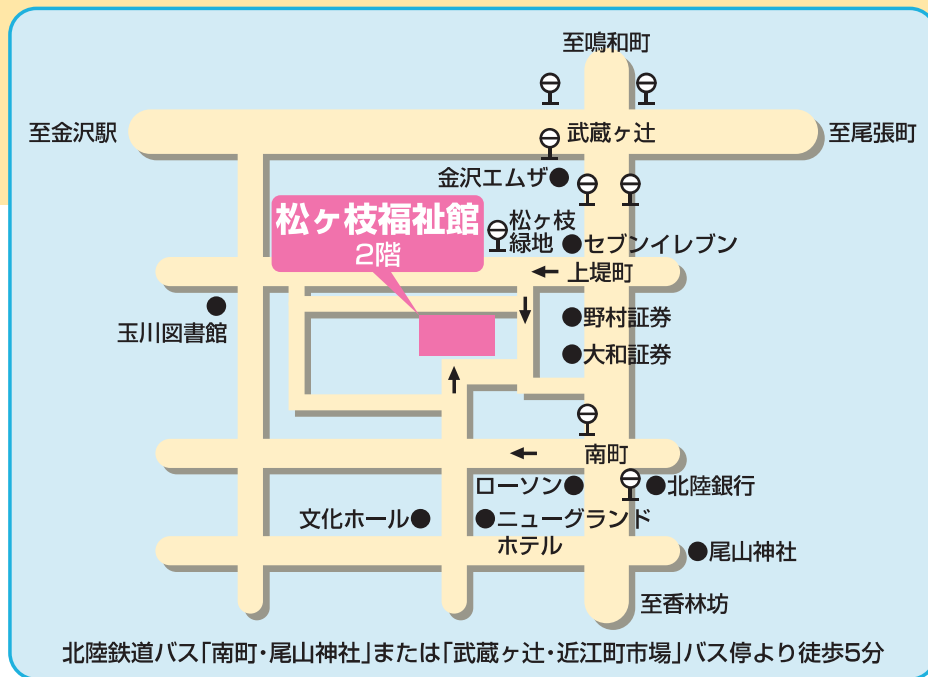 至鳴和町
至金沢駅
武蔵ヶ辻
至尾張町
金沢エムザ
松ヶ枝福祉館
2階
松ヶ枝
緑地
セブンイレブン
上堤町
玉川図書館
野村証券
大和証券
南町
ローソン
北陸銀行
文化ホール
ニューグランド
ホテル
尾山神社
至香林坊
北陸鉄道バス「南町・尾山神社」または「武蔵ヶ辻・近江町市場」バス停より徒歩5分